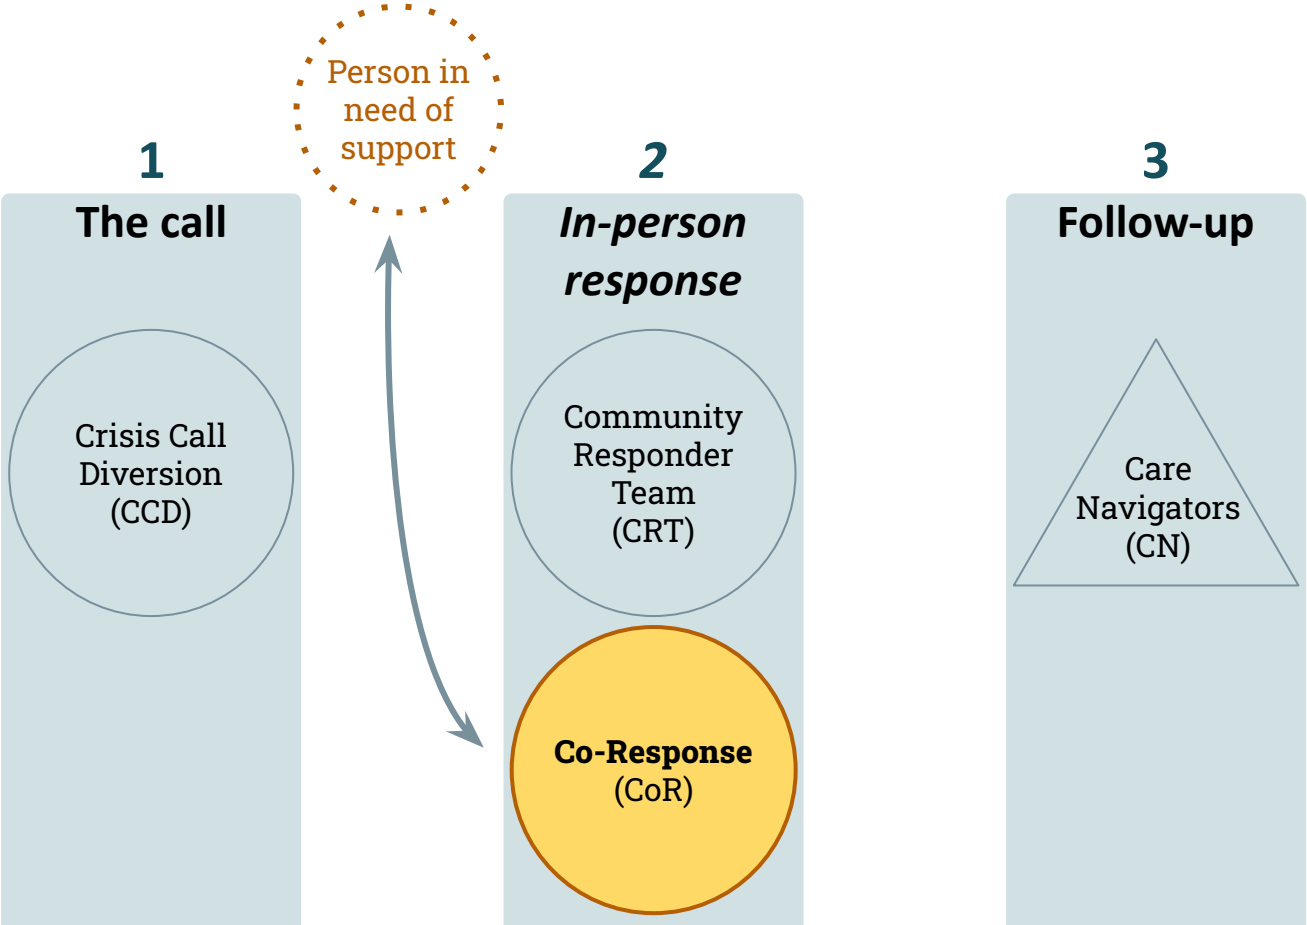 Person in
need of
support
1
The call
Crisis Call
Diversion
(CCD)
2
In-person
response
Community
Responder
Team
(CRT)
Co-Response
(CoR)
3
Follow-up
Care
Navigators
(CN)